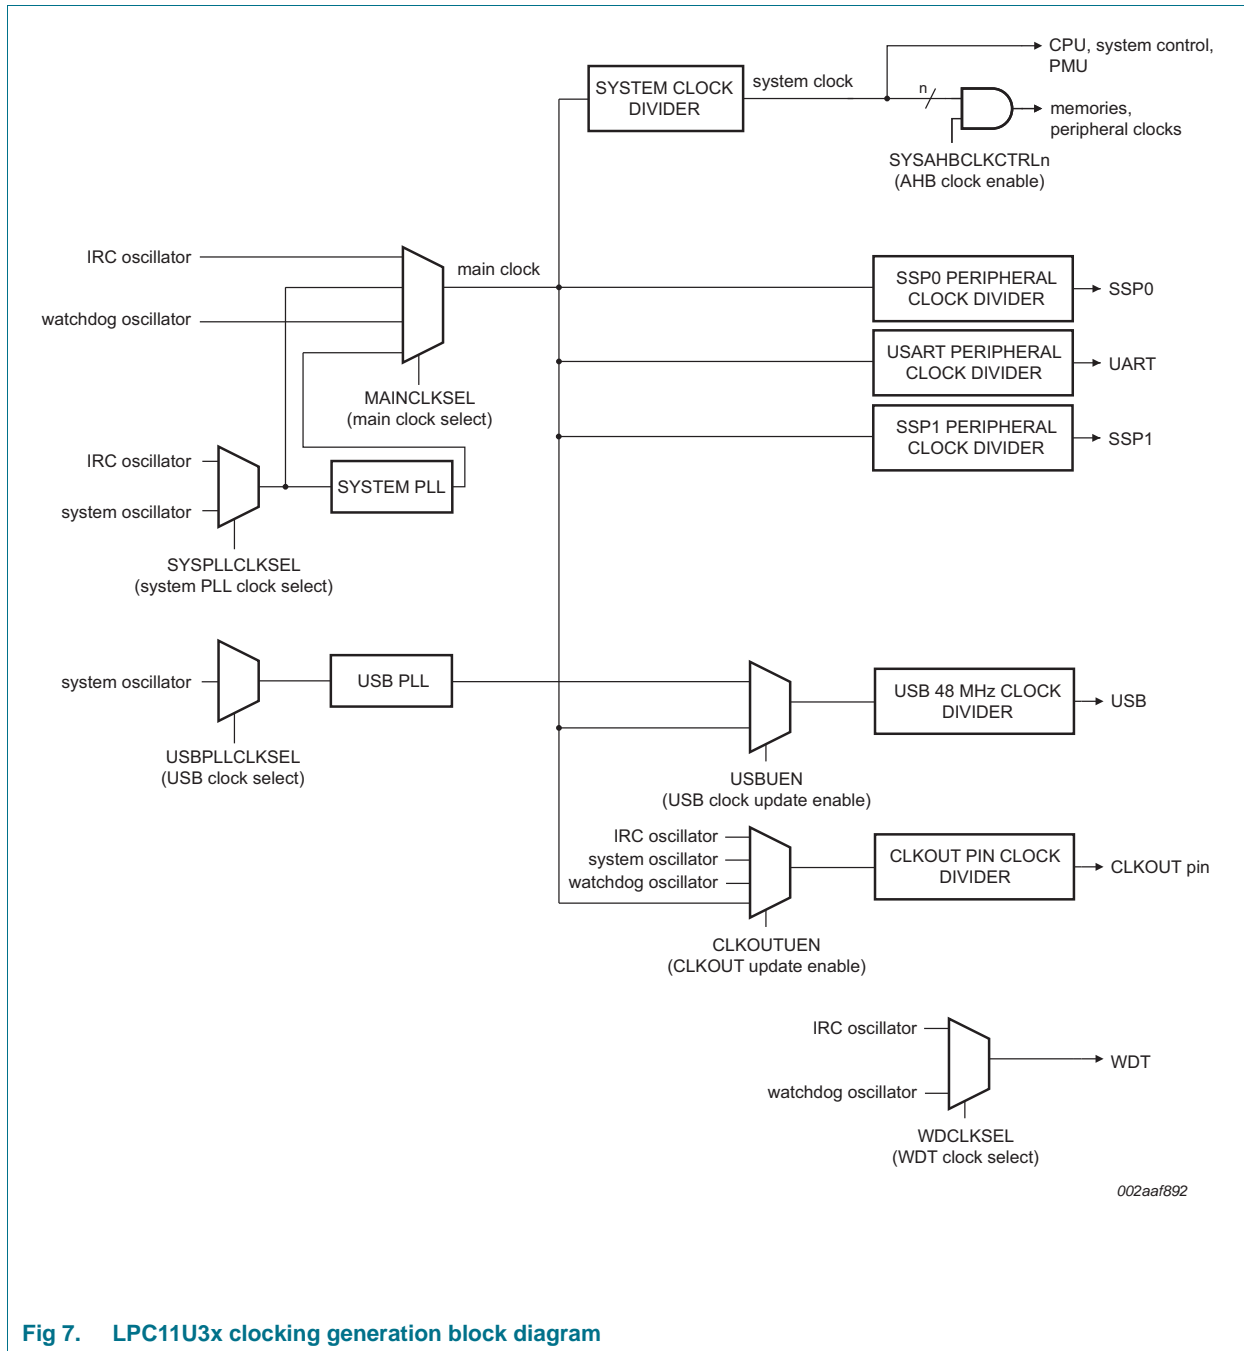 CPU, system control,
PMU
SYSTEM CLOCK
DIVIDER
system clock
n
memories,
peripheral clocks
SYSAHBCLKCTRLn
(AHB clock enable)
IRC oscillator
main clock
watchdog oscillator
SSP0 PERIPHERAL
CLOCK DIVIDER
SSP0
USART PERIPHERAL
CLOCK DIVIDER
UART
MAINCLKSEL
(main clock select)
SSP1 PERIPHERAL
CLOCK DIVIDER
SSP1
IRC oscillator
SYSTEM PLL
system oscillator
SYSPLLCLKSEL
(system PLL clock select)
system oscillator
USB PLL
USB 48 MHz CLOCK
DIVIDER
USB
USBPLLCLKSEL
(USB clock select)
USBUEN
(USB clock update enable)
IRC oscillator
system oscillator
watchdog oscillator
CLKOUT PIN CLOCK
DIVIDER
CLKOUT pin
CLKOUTUEN
(CLKOUT update enable)
IRC oscillator
WDT
watchdog oscillator
WDCLKSEL
(WDT clock select)
002aaf892
Fig 7. LPC11U3x clocking generation block diagram